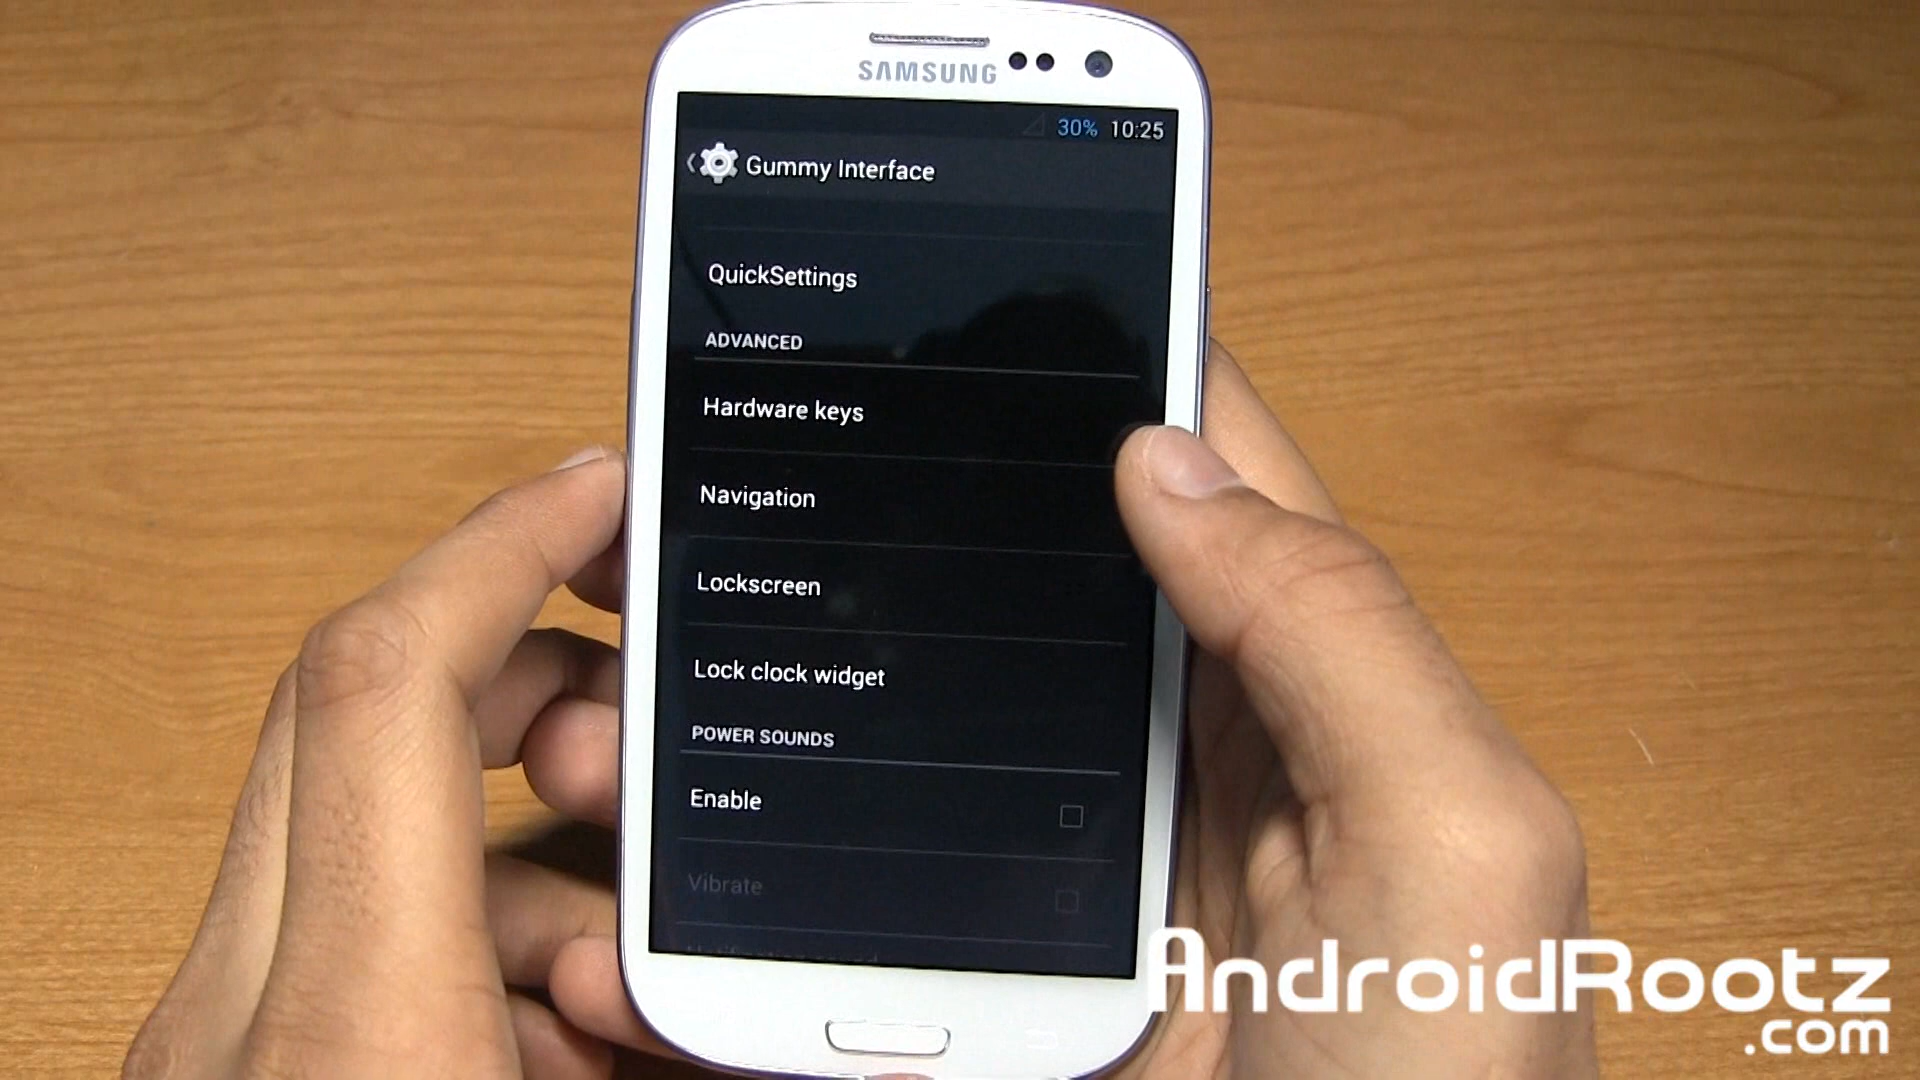 SAMSUNG
30% 10:25
Gummy Interface
QuickSettings
ADVANCED
Hardware keys
Navigation
Lockscreen
Lock clock widget
POWER SOUNDS
Enable
Vibrate
AndroidRootz
.com